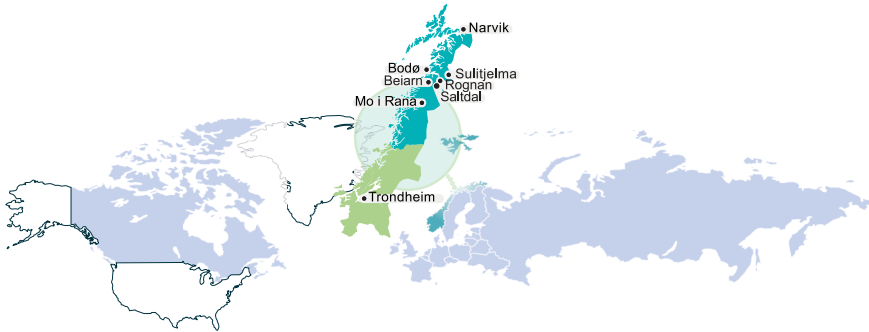 Narvik
Bodø
Sulitjelma
Beiarn
Rognan
Saltdal
Mo i Rana
Trondheim